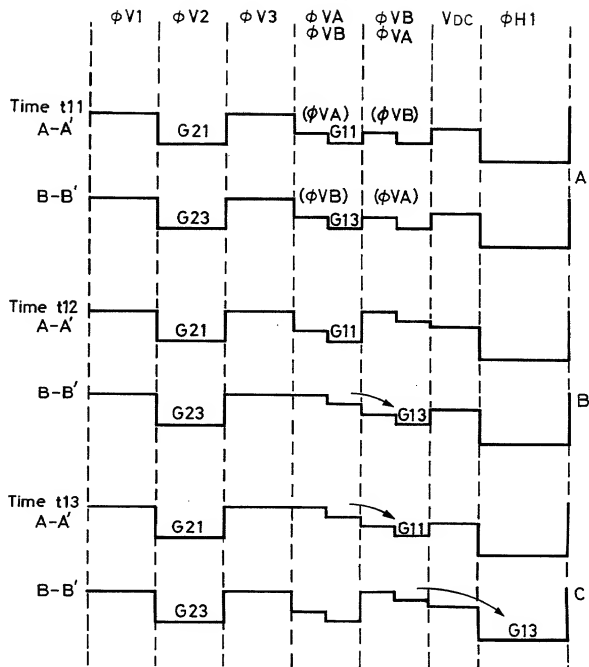 φV1 φV2 φV3 φVA φVB VDC φH1
φVB φVA
Time t11
A-A'
G21
(φVA)
G11
(φVB)
A
B-B'
G23
(φVB)
G13
(φVA)
Time t12
A-A'
G21
G11
B-B'
G23
G13
B
Time t13
A-A'
G21
G11
B-B'
G23
G13
C